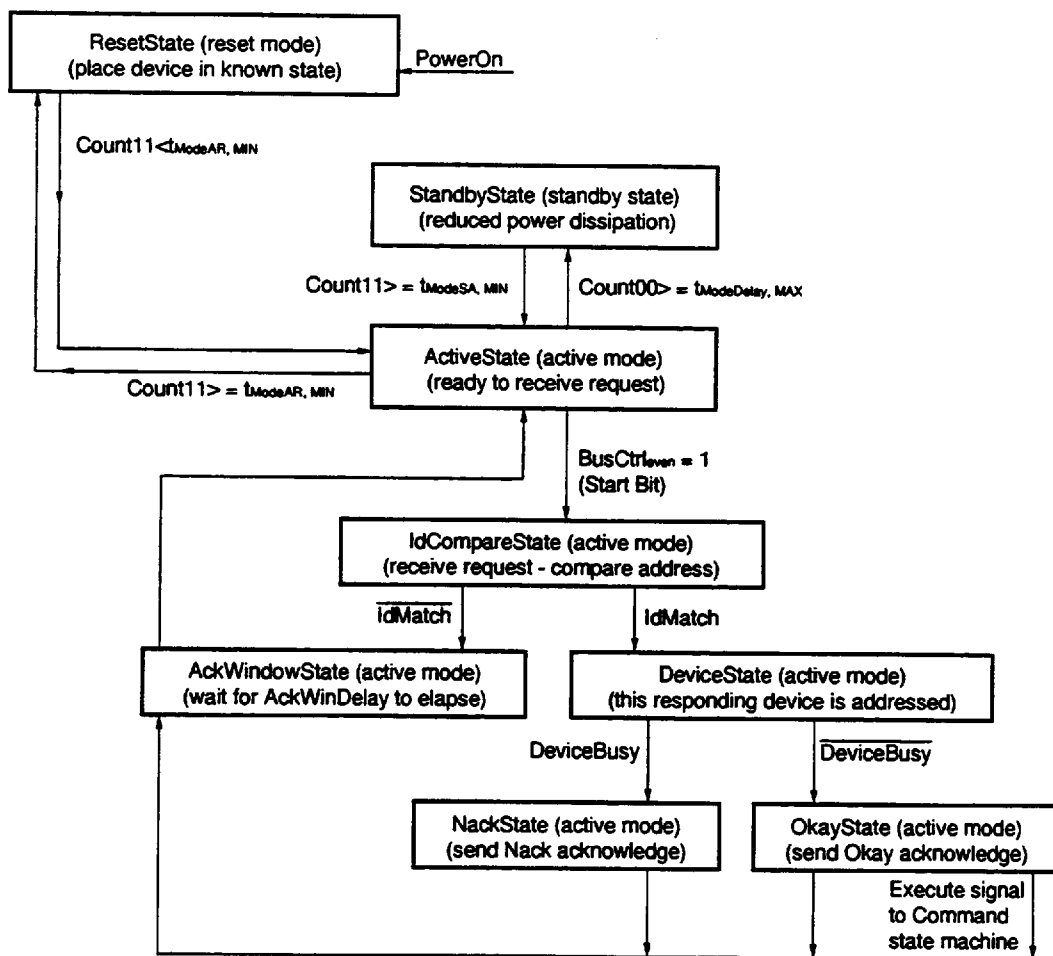 ResetState (reset mode)
(place device in known state)
PowerOn
Count11<tModeAR, MIN
StandbyState (standby state)
(reduced power dissipation)
Count11> = tModeSA, MIN
Count00> = tModeDelay, MAX
ActiveState (active mode)
(ready to receive request)
Count11> = tModeAR, MIN
BusCtrleven = 1
(Start Bit)
IdCompareState (active mode)
(receive request - compare address)
IdMatch
IdMatch
AckWindowState (active mode)
(wait for AckWinDelay to elapse)
DeviceState (active mode)
(this responding device is addressed)
DeviceBusy
DeviceBusy
NackState (active mode)
(send Nack acknowledge)
OkayState (active mode)
(send Okay acknowledge)
Execute signal
to Command
state machine